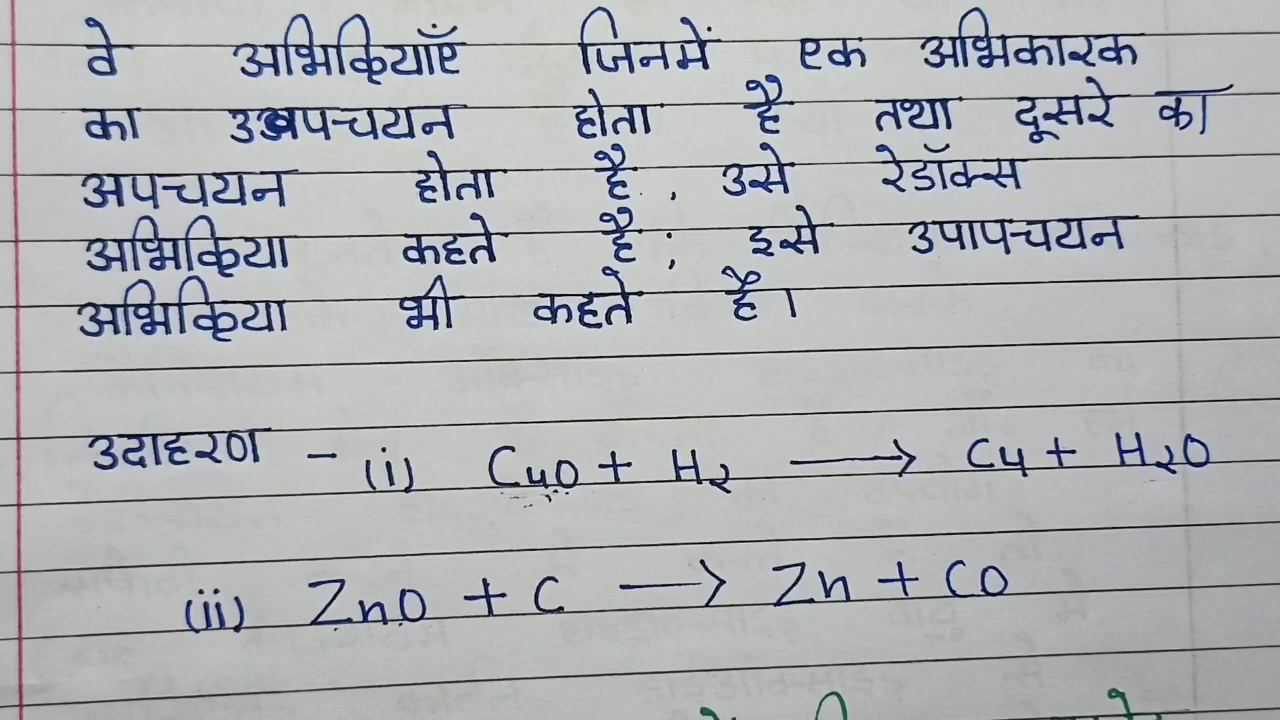 वे अभिक्रियाएँ जिनमें एक अभिकारक
का उपचयन होता है तथा दूसरे का
अपचयन होता है, उसे रेडॉक्स
अभिक्रिया कहते है; इसे उपापचयन
अभिक्रिया भी कहते है।
उदाहरण - (i) CuO + H₂ ⟶ Cu + H₂O
(ii) ZnO + C ⟶ Zn + CO